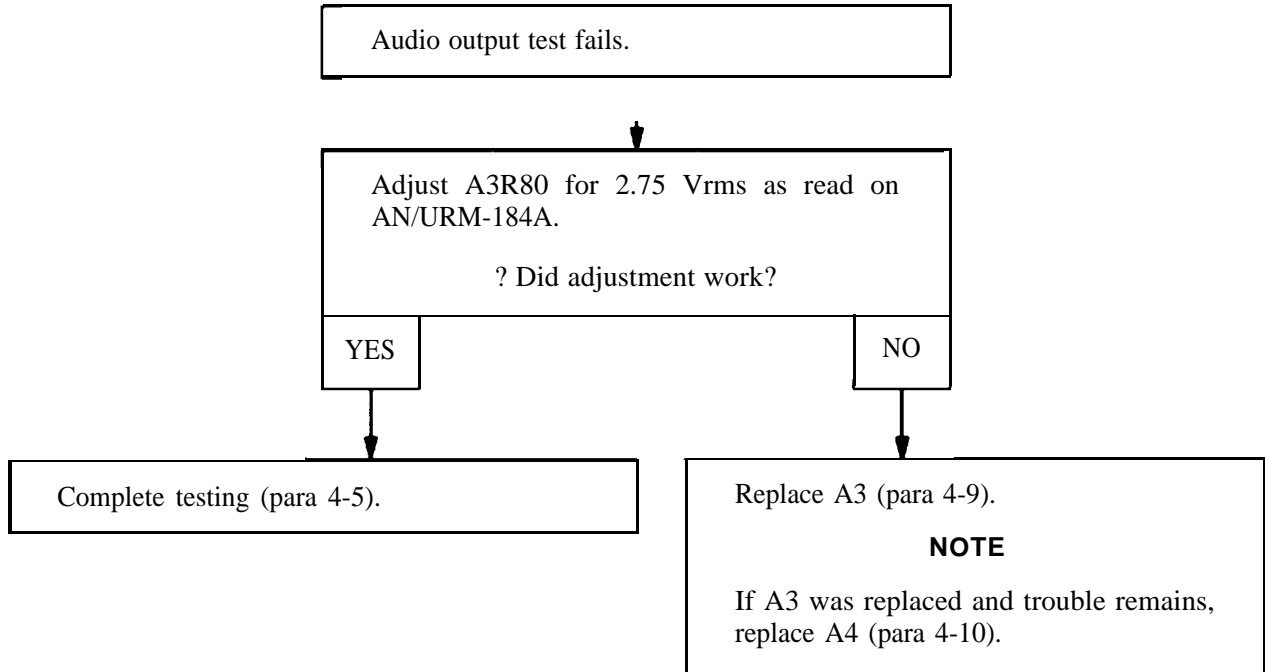 Audio output test fails.
Adjust A3R80 for 2.75 Vrms as read on
AN/URM-184A.
? Did adjustment work?
YES
NO
Complete testing (para 4-5).
Replace A3 (para 4-9).
NOTE
If A3 was replaced and trouble remains,
replace A4 (para 4-10).